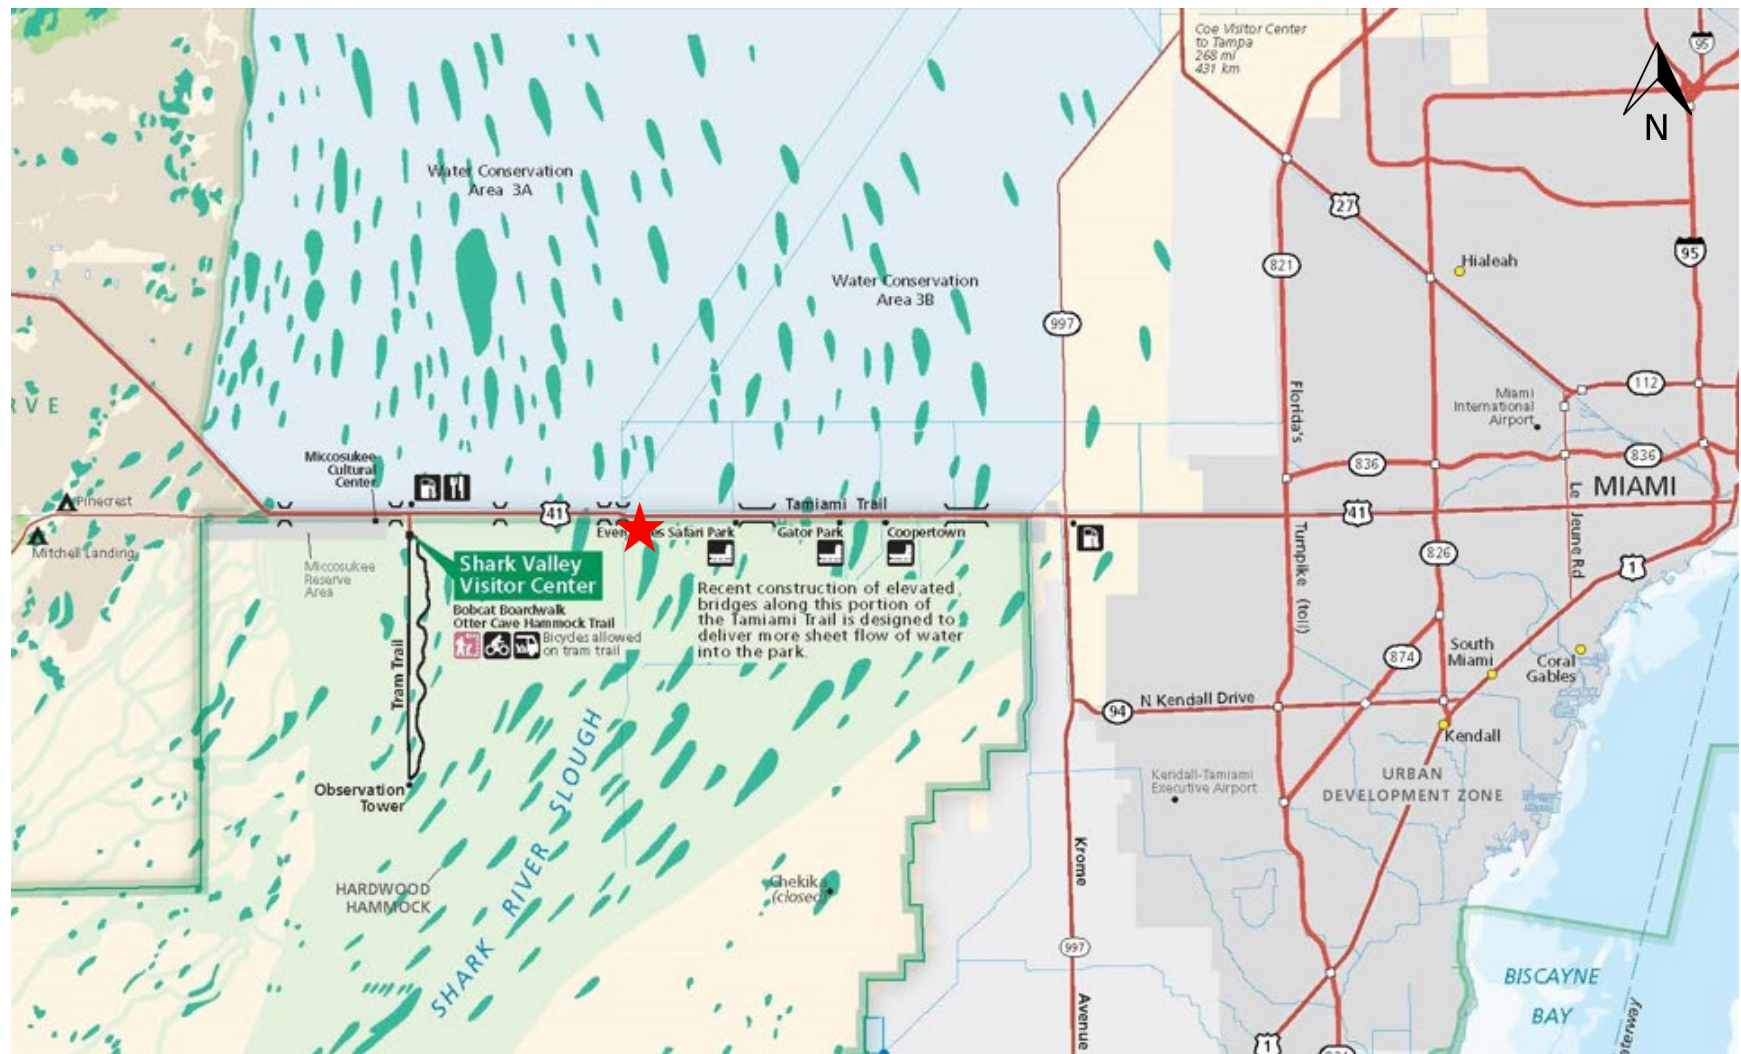 Coe Visitor Center
to Tampa
268 mi
431 km
95
N
Water Conservation
Area 3A
27
95
Water Conservation
Area 3B
821
Hialeah
997
Florida's
Turnpike (toll)
112
Miami
International
Airport
Miccosukee
Cultural
Center
836
836
Pinecrest
Tamiami Trail
41
41
MIAMI
Le Jeune Rd
Safari Park
Gator Park
Coopertown
Mitchell Landing
Miccosukee
Reserve
Area
Shark Valley
Visitor Center
826
1
Recent construction of elevated
bridges along this portion of
the Tamiami Trail is designed to
deliver more sheet flow of water
into the park.
Bobcat Boardwalk
Otter Cave Hammock Trail
Bicycles allowed
on tram trail
Tram Trail
874
South
Miami
Coral
Gables
94
N Kendall Drive
Kendall
Observation
Tower
Kendall-Tamiami
Executive Airport
URBAN
DEVELOPMENT ZONE
SHARK RIVER SLOUGH
Krome
Avenue
HARDWOOD
HAMMOCK
Chekika
(closed)
997
BISCAYNE
BAY
1